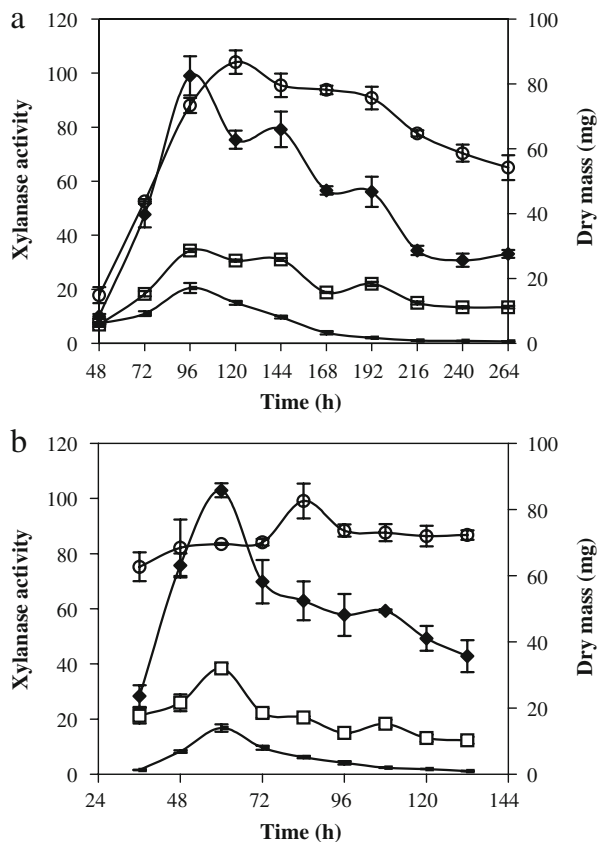 a
120 100
100 80
80 60
60 40
40 20
20
0 0
Xylanase activity
Dry mass (mg)
48 72 96 120 144 168 192 216 240 264
Time (h)
b
120 100
100 80
80 60
60 40
40 20
20
0 0
Xylanase activity
Dry mass (mg)
24 48 72 96 120 144
Time (h)